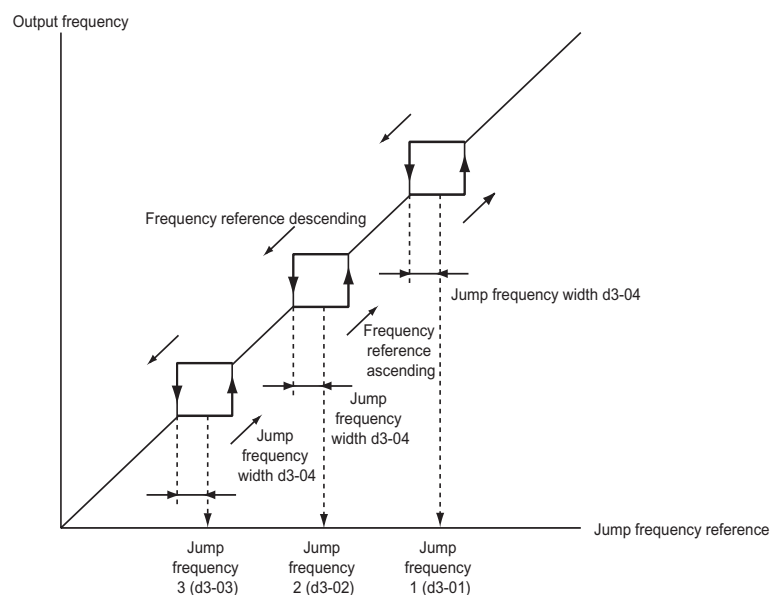 Output frequency
Frequency reference descending
Jump frequency width d3-04
Frequency
reference
ascending
Jump
frequency
width d3-04
Jump
frequency
width d3-04
Jump frequency reference
Jump
frequency
3 (d3-03)
Jump
frequency
2 (d3-02)
Jump
frequency
1 (d3-01)